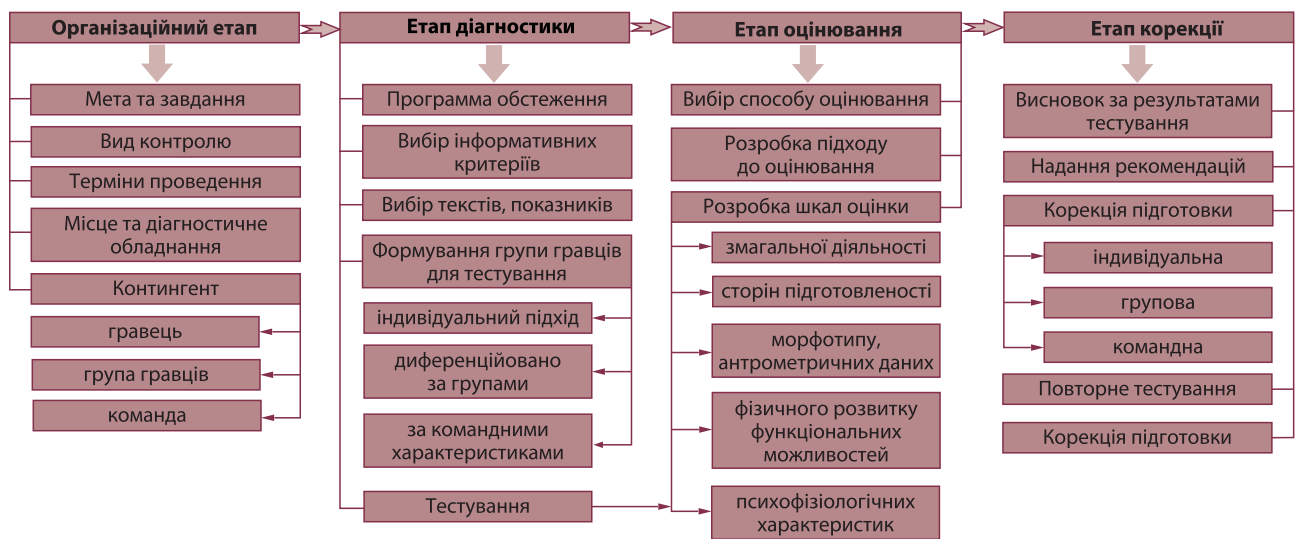 Організаційний етап
Мета та завдання
Вид контролю
Терміни проведення
Місце та діагностичне
обладнання
Контингент
гравець
група гравців
команда
Етап діагностики
Программа обстеження
Вибір інформативних
критеріїв
Вибір текстів, показників
Формування групи гравців
для тестування
індивідуальний підхід
диференційовано
за групами
за командними
характеристиками
Тестування
Етап оцінювання
Вибір способу оцінювання
Розробка підходу
до оцінювання
Розробка шкал оцінки
змагальної діяльності
сторін підготовленості
морфотипу,
антрометричних даних
фізичного розвитку
функціональних
можливостей
психофізіологічних
характеристик
Етап корекції
Висновок за результатами
тестування
Надання рекомендацій
Корекція підготовки
індивідуальна
групова
командна
Повторне тестування
Корекція підготовки